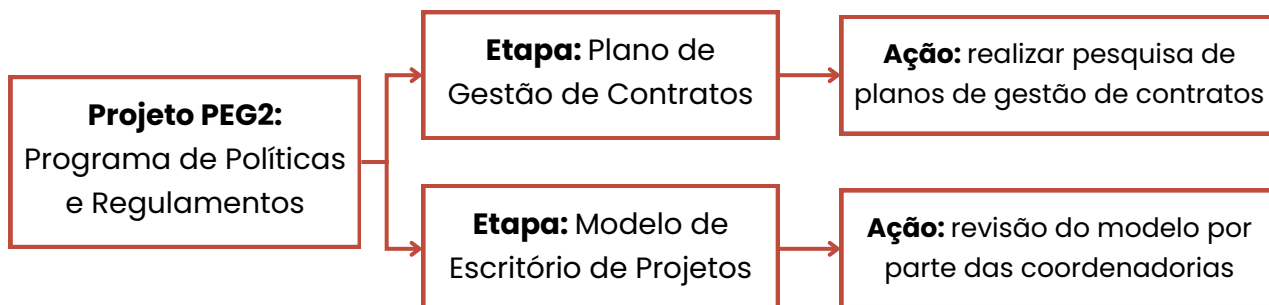 Projeto PEG2:
Programa de Políticas
e Regulamentos
Etapa: Plano de
Gestão de Contratos
Ação: realizar pesquisa de
planos de gestão de contratos
Etapa: Modelo de
Escritório de Projetos
Ação: revisão do modelo por
parte das coordenadorias